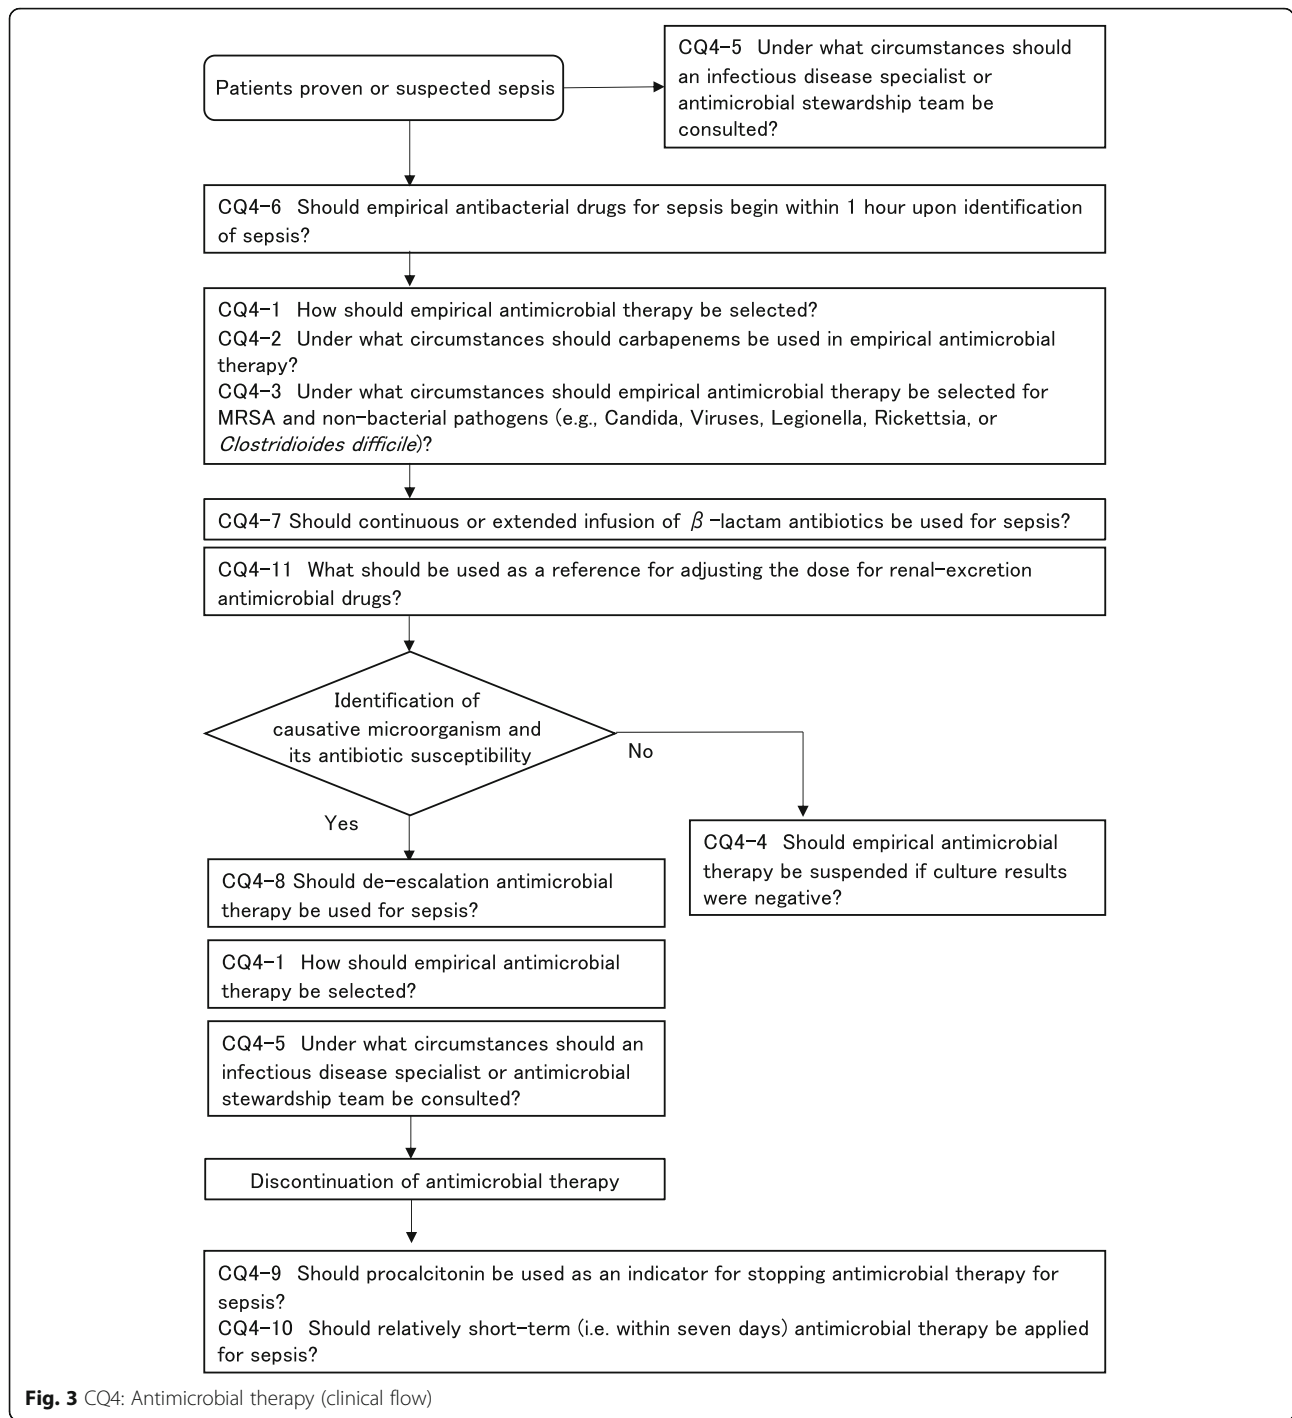 Patients proven or suspected sepsis
CQ4-5 Under what circumstances should
an infectious disease specialist or
antimicrobial stewardship team be
consulted?
CQ4-6 Should empirical antibacterial drugs for sepsis begin within 1 hour upon identification
of sepsis?
CQ4-1 How should empirical antimicrobial therapy be selected?
CQ4-2 Under what circumstances should carbapenems be used in empirical antimicrobial
therapy?
CQ4-3 Under what circumstances should empirical antimicrobial therapy be selected for
MRSA and non-bacterial pathogens (e.g., Candida, Viruses, Legionella, Rickettsia, or
Clostridioides difficile)?
CQ4-7 Should continuous or extended infusion of β-lactam antibiotics be used for sepsis?
CQ4-11 What should be used as a reference for adjusting the dose for renal-excretion
antimicrobial drugs?
Identification of
causative microorganism and
its antibiotic susceptibility
No
Yes
CQ4-4 Should empirical antimicrobial
therapy be suspended if culture results
were negative?
CQ4-8 Should de-escalation antimicrobial
therapy be used for sepsis?
CQ4-1 How should empirical antimicrobial
therapy be selected?
CQ4-5 Under what circumstances should an
infectious disease specialist or antimicrobial
stewardship team be consulted?
Discontinuation of antimicrobial therapy
CQ4-9 Should procalcitonin be used as an indicator for stopping antimicrobial therapy for
sepsis?
CQ4-10 Should relatively short-term (i.e. within seven days) antimicrobial therapy be applied
for sepsis?
Fig. 3 CQ4: Antimicrobial therapy (clinical flow)